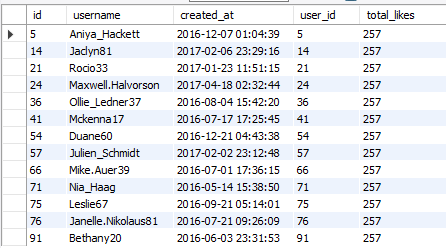 id username created_at user_id total_likes
5 Aniya_Hackett 2016-12-07 01:04:39 5 257
14 Jaclyn81 2017-02-06 23:29:16 14 257
21 Rocio33 2017-01-23 11:51:15 21 257
24 Maxwell.Halvorson 2017-04-18 02:32:44 24 257
36 Ollie_Ledner37 2016-08-04 15:42:20 36 257
41 Mckenna17 2016-07-17 17:25:45 41 257
54 Duane60 2016-12-21 04:43:38 54 257
57 Julien_Schmidt 2017-02-02 23:12:48 57 257
66 Mike.Auer39 2016-07-01 17:36:15 66 257
71 Nia_Haag 2016-05-14 15:38:50 71 257
75 Leslie67 2016-09-21 05:14:01 75 257
76 Janelle.Nikolaus81 2016-07-21 09:26:09 76 257
91 Bethany20 2016-06-03 23:31:53 91 257